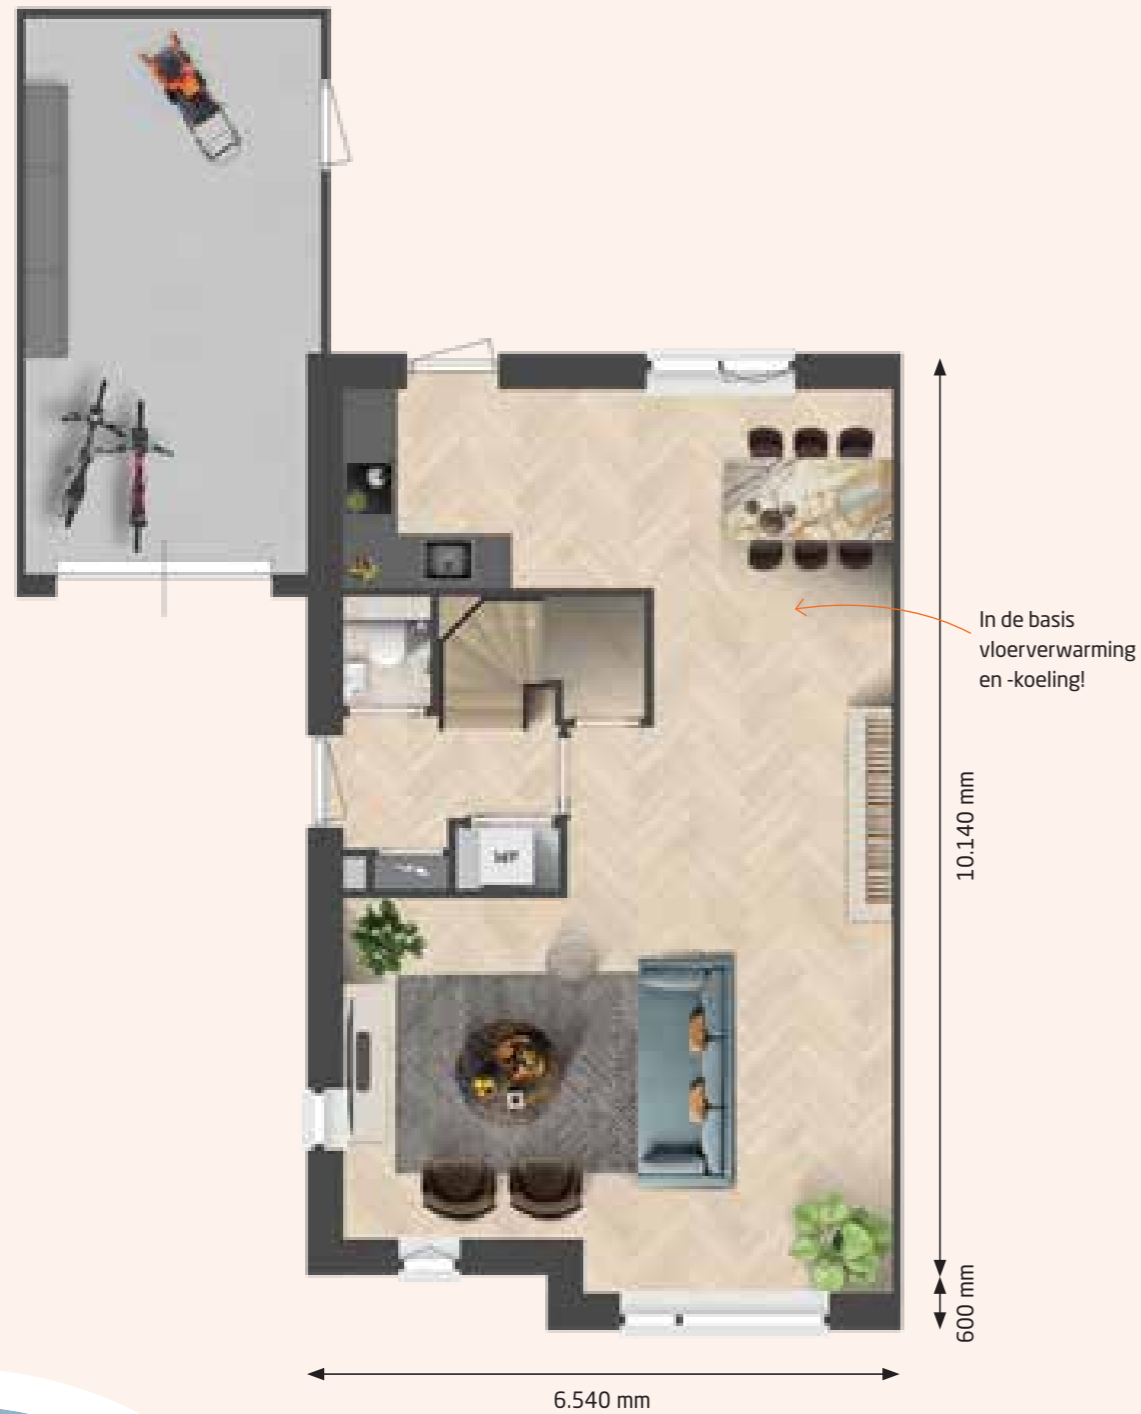 In de basis
vloerverwarming
en -koeling!
10.140 mm
600 mm
6.540 mm